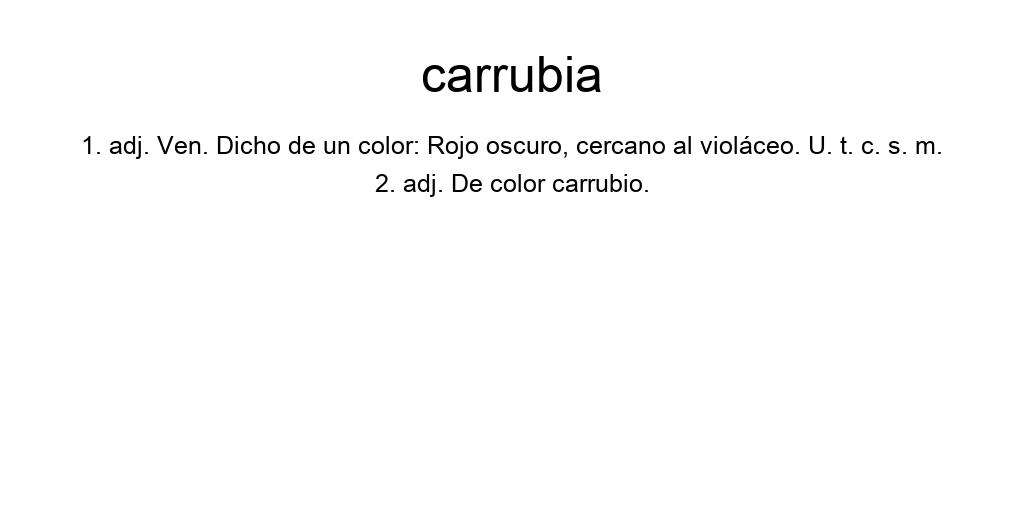 carrubia
1. adj. Ven. Dicho de un color: Rojo oscuro, cercano al violáceo. U. t. c. s. m.
2. adj. De color carrubio.